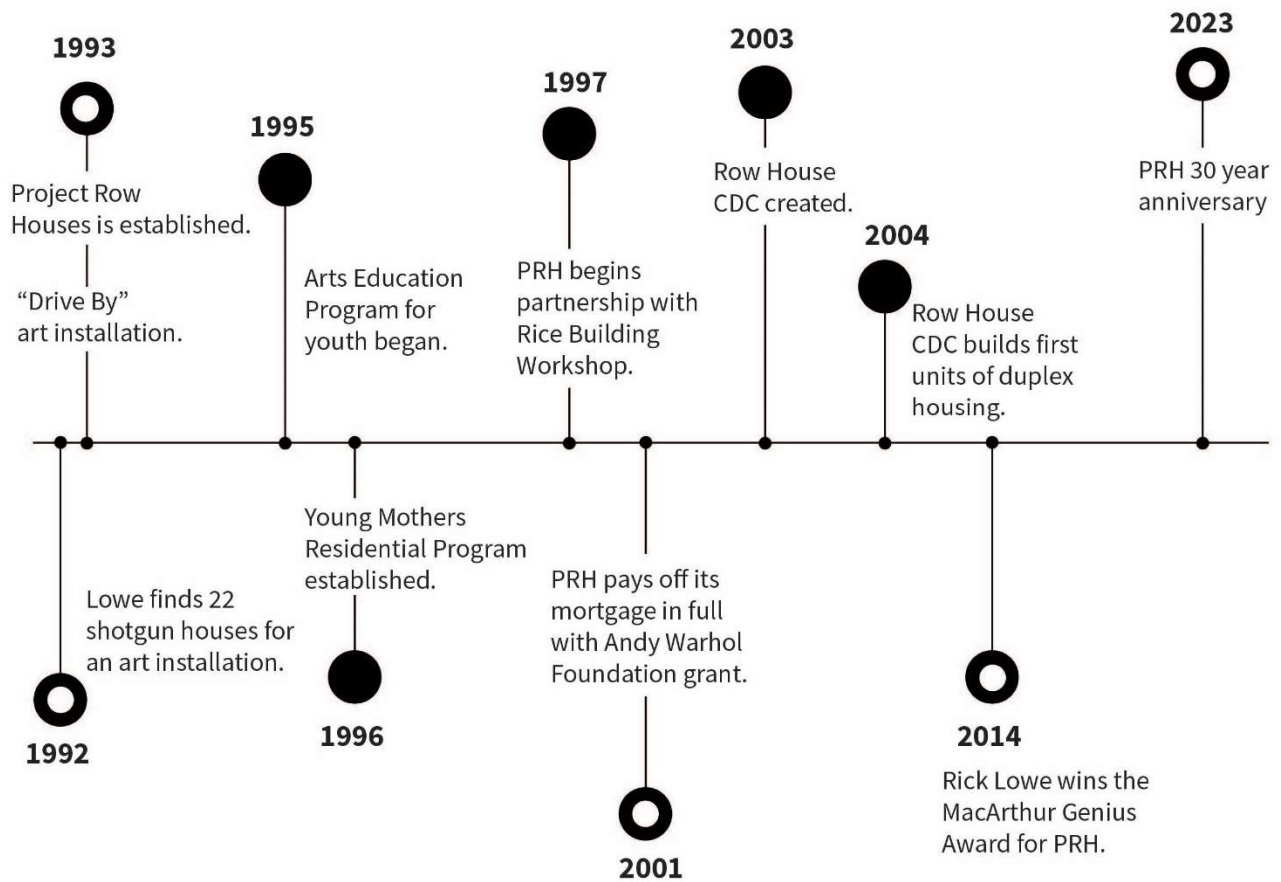 1993
Project Row
Houses is established.
“Drive By”
art installation.
1995
Arts Education
Program for
youth began.
1997
PRH begins
partnership with
Rice Building
Workshop.
2003
Row House
CDC created.
2004
Row House
CDC builds first
units of duplex
housing.
2023
PRH 30 year
anniversary
Lowe finds 22
shotgun houses for
an art installation.
1992
Young Mothers
Residential Program
established.
1996
PRH pays off its
mortgage in full
with Andy Warhol
Foundation grant.
2001
2014
Rick Lowe wins the
MacArthur Genius
Award for PRH.